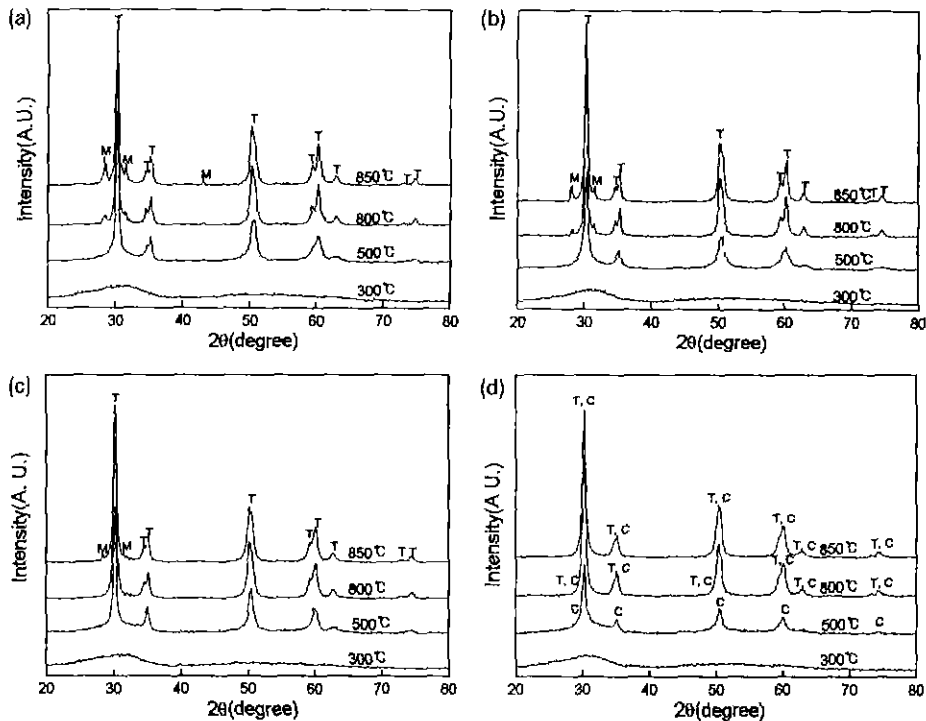 (a)
T
M
M
T
T
M
T
T
T
T
T T
850℃
800℃
500℃
300℃
Intensity(A.U.)
20 30 40 50 60 70 80
2θ(degree)
(b)
T
M
M
T
T
T
T
T
T
T T
850℃
800℃
500℃
300℃
Intensity(A.U.)
20 30 40 50 60 70 80
2θ(degree)
(c)
T
M
M
T
T
T
T
T
T
T T
850℃
800℃
500℃
300℃
Intensity(A. U.)
20 30 40 50 60 70 80
2θ(degree)
(d)
T, C
T, C
T, C
T, C
T, C
T, C
850℃
T, C
T, C
T, C
T, C
T, C
T, C
800℃
C
C
C
C
C
500℃
300℃
Intensity(A U.)
20 30 40 50 60 70 80
2θ(degree)